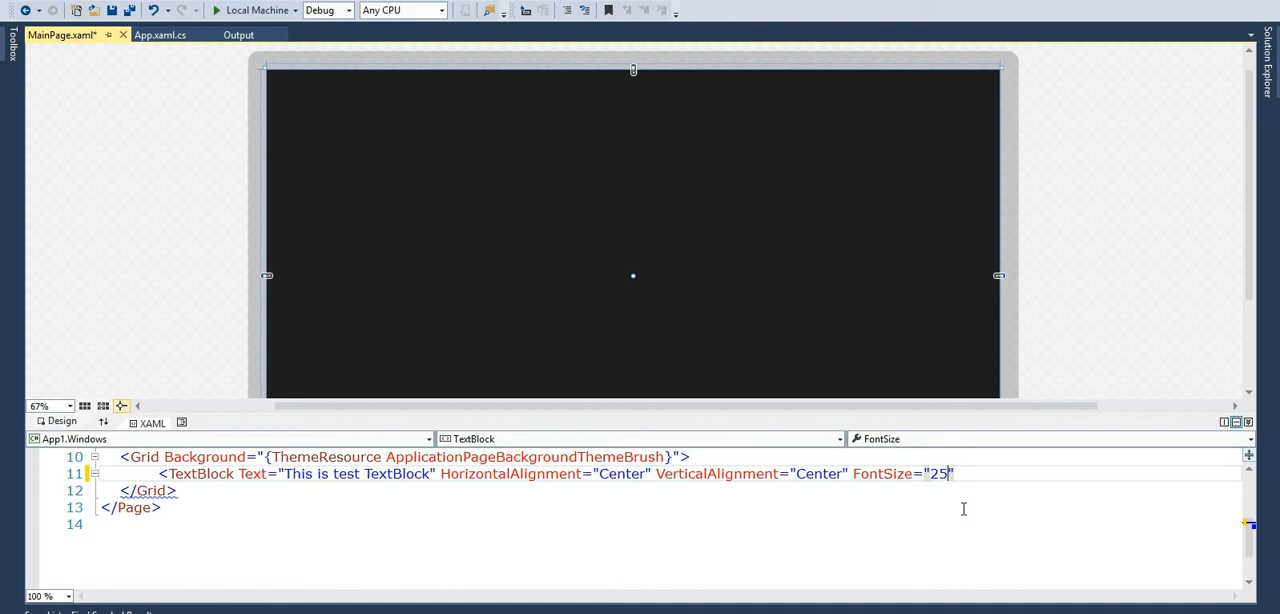 Local Machine Debug Any CPU
MainPage.xaml* App.xaml.cs Output
Toolbox
Solution Explorer
67%
Design XAML
App1.Windows TextBlock FontSize
10 <Grid Background="{ThemeResource ApplicationPageBackgroundThemeBrush}">
11 <TextBlock Text="This is test TextBlock" HorizontalAlignment="Center" VerticalAlignment="Center" FontSize="25"
12 </Grid>
13 </Page>
14
100 %